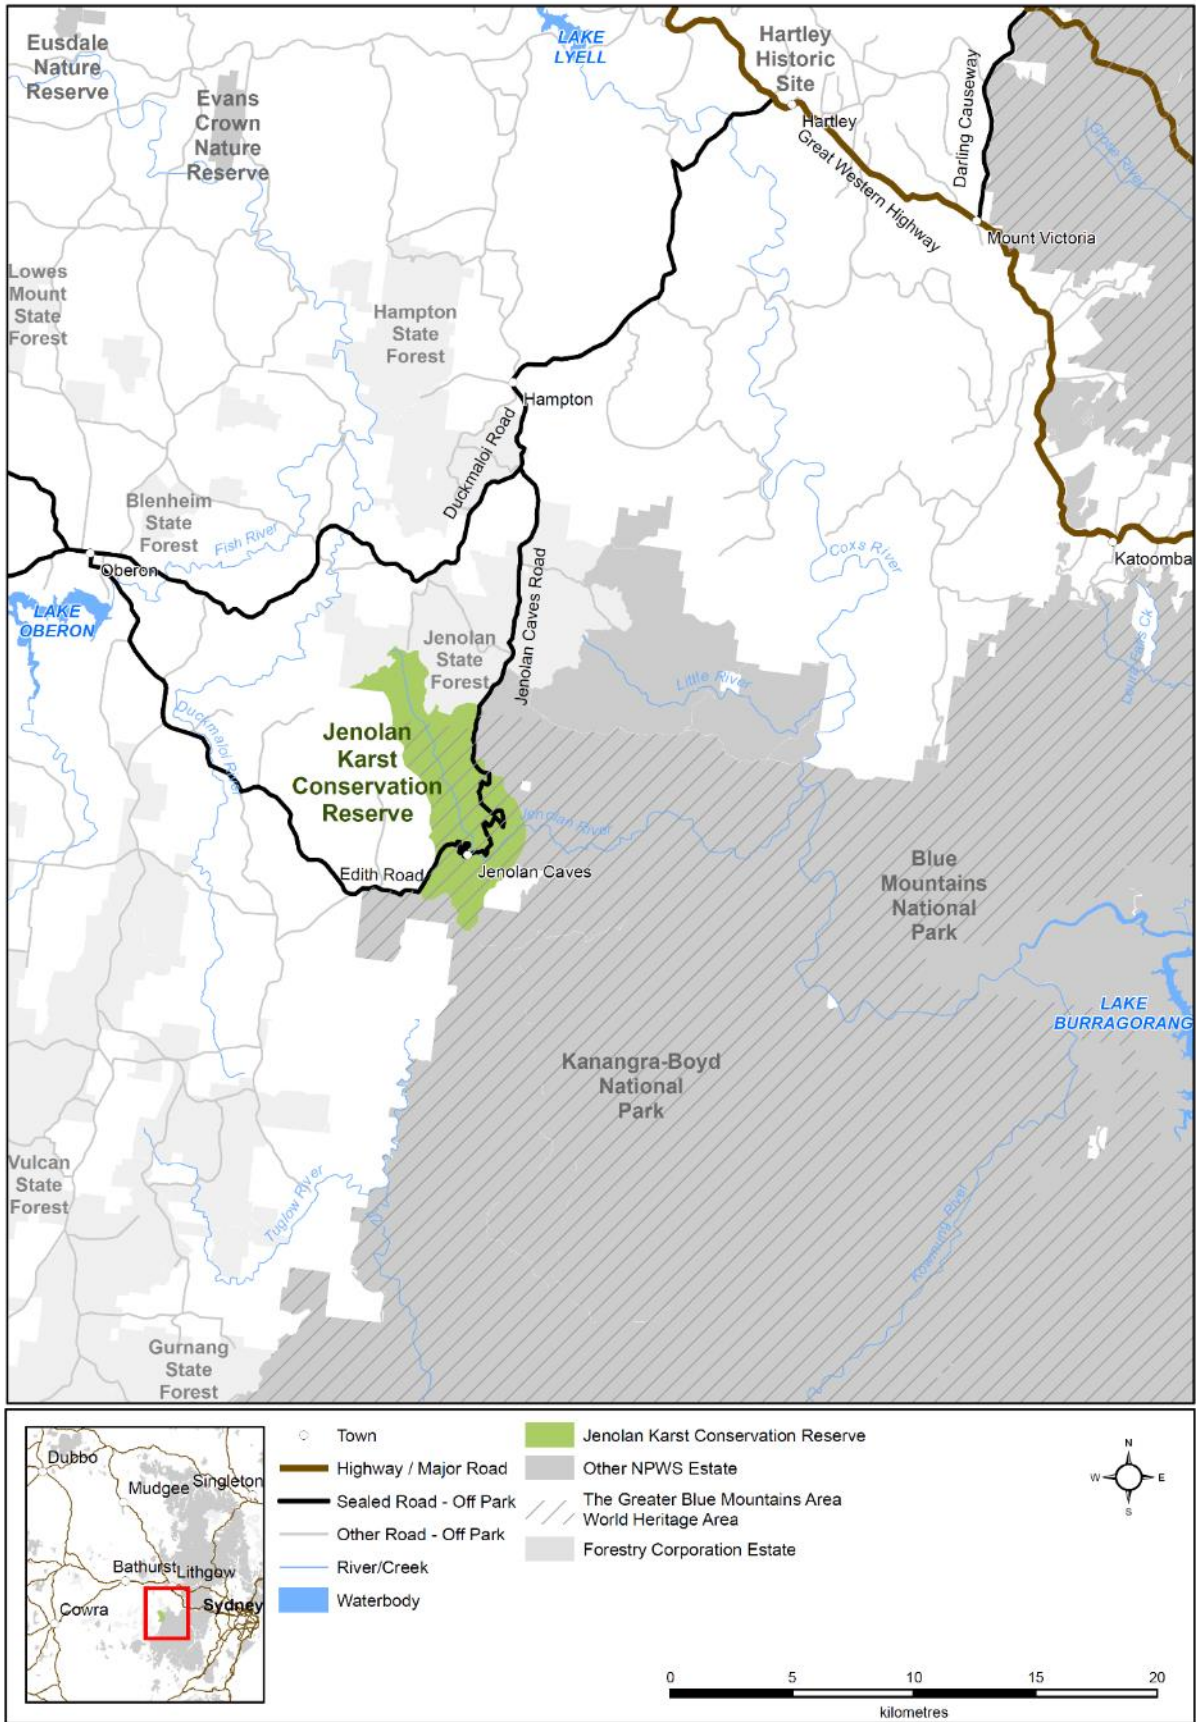 Eusdale
Nature
Reserve
Evans
Crown
Nature
Reserve
LAKE
LYELL
Hartley
Historic
Site
Hartley
Great Western Highway
Darling Causeway
Grose River
Mount Victoria
Lowes
Mount
State
Forest
Hampton
State
Forest
Hampton
Duckmaloi Road
Blenheim
State
Forest
Fish River
Oberon
LAKE
OBERON
Coxs River
Katoomba
Jenolan Caves Road
Jenolan
State
Forest
Little River
Duckmaloi River
Jenolan
Karst
Conservation
Reserve
Jenolan River
Edith Road
Jenolan Caves
Blue
Mountains
National
Park
LAKE
BURRAGORANG
Kanangra-Boyd
National
Park
Vulcan
State
Forest
Tuglow River
Kowmung River
Gurnang
State
Forest
Dubbo
Mudgee
Singleton
Bathurst
Lithgow
Cowra
Sydney
Town
Highway / Major Road
Sealed Road - Off Park
Other Road - Off Park
River/Creek
Waterbody
Jenolan Karst Conservation Reserve
Other NPWS Estate
The Greater Blue Mountains Area
World Heritage Area
Forestry Corporation Estate
N
W
E
S
0 5 10 15 20
kilometres